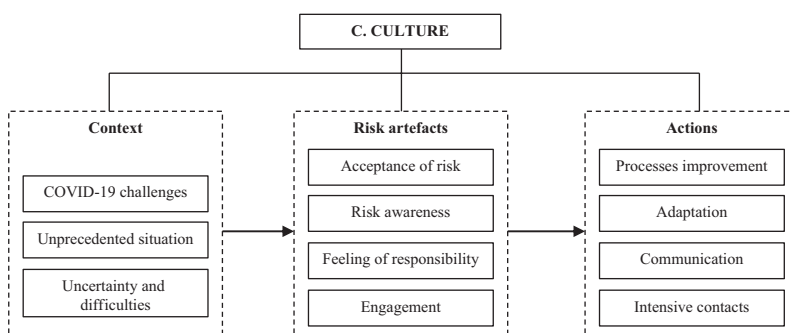 C. CULTURE
Context
COVID-19 challenges
Unprecedented situation
Uncertainty and
difficulties
Risk artefacts
Acceptance of risk
Risk awareness
Feeling of responsibility
Engagement
Actions
Processes improvement
Adaptation
Communication
Intensive contacts